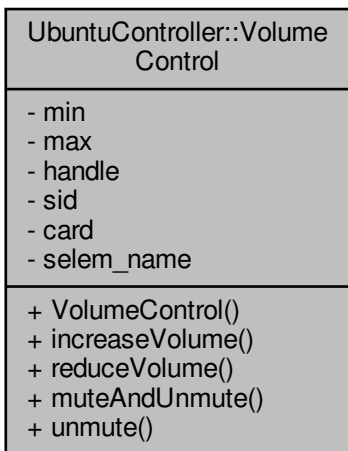 UbuntuController::Volume
Control
- min
- max
- handle
- sid
- card
- selem_name
+ VolumeControl()
+ increaseVolume()
+ reduceVolume()
+ muteAndUnmute()
+ unmute()